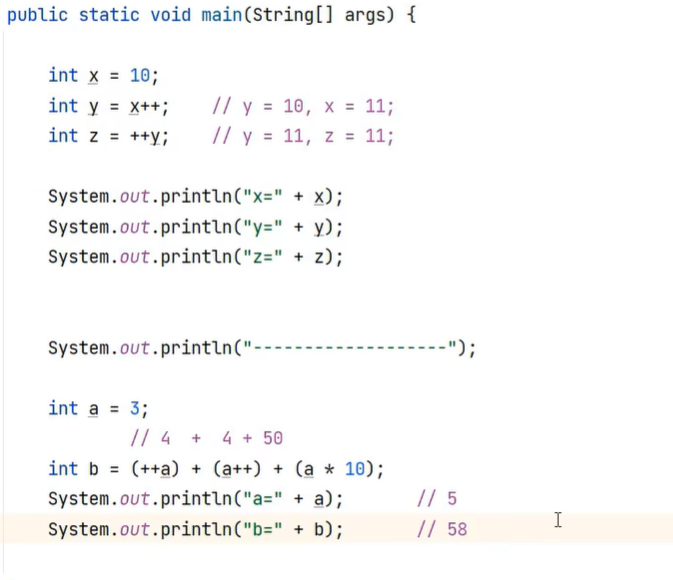 public static void main(String[] args) {
int x = 10;
int y = x++;    // y = 10, x = 11;
int z = ++y;    // y = 11, z = 11;
System.out.println("x=" + x);
System.out.println("y=" + y);
System.out.println("z=" + z);
System.out.println("-------------------");
int a = 3;
// 4  +  4 + 50
int b = (++a) + (a++) + (a * 10);
System.out.println("a=" + a);       // 5
System.out.println("b=" + b);       // 58